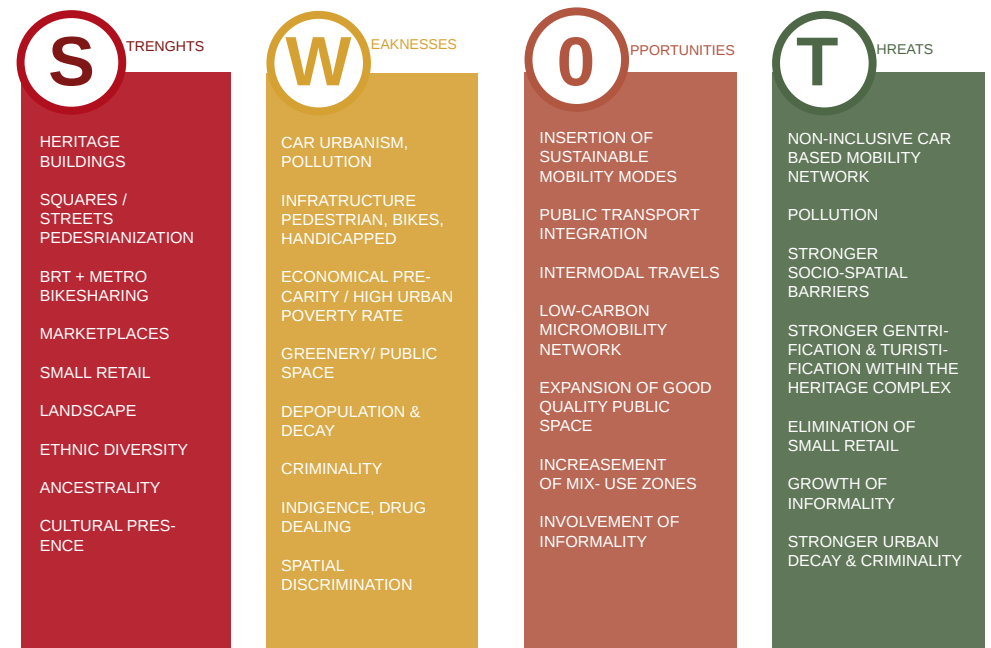 STRENGHTS
HERITAGE
BUILDINGS
SQUARES /
STREETS
PEDESRIANIZATION
BRT + METRO
BIKESHARING
MARKETPLACES
SMALL RETAIL
LANDSCAPE
ETHNIC DIVERSITY
ANCESTRALITY
CULTURAL PRES-
ENCE
WEAKNESSES
CAR URBANISM,
POLLUTION
INFRATRUCTURE
PEDESTRIAN, BIKES,
HANDICAPPED
ECONOMICAL PRE-
CARITY / HIGH URBAN
POVERTY RATE
GREENERY/ PUBLIC
SPACE
DEPOPULATION &
DECAY
CRIMINALITY
INDIGENCE, DRUG
DEALING
SPATIAL
DISCRIMINATION
0PPORTUNITIES
INSERTION OF
SUSTAINABLE
MOBILITY MODES
PUBLIC TRANSPORT
INTEGRATION
INTERMODAL TRAVELS
LOW-CARBON
MICROMOBILITY
NETWORK
EXPANSION OF GOOD
QUALITY PUBLIC
SPACE
INCREASEMENT
OF MIX- USE ZONES
INVOLVEMENT OF
INFORMALITY
THREATS
NON-INCLUSIVE CAR
BASED MOBILITY
NETWORK
POLLUTION
STRONGER
SOCIO-SPATIAL
BARRIERS
STRONGER GENTRI-
FICATION & TURISTI-
FICATION WITHIN THE
HERITAGE COMPLEX
ELIMINATION OF
SMALL RETAIL
GROWTH OF
INFORMALITY
STRONGER URBAN
DECAY & CRIMINALITY